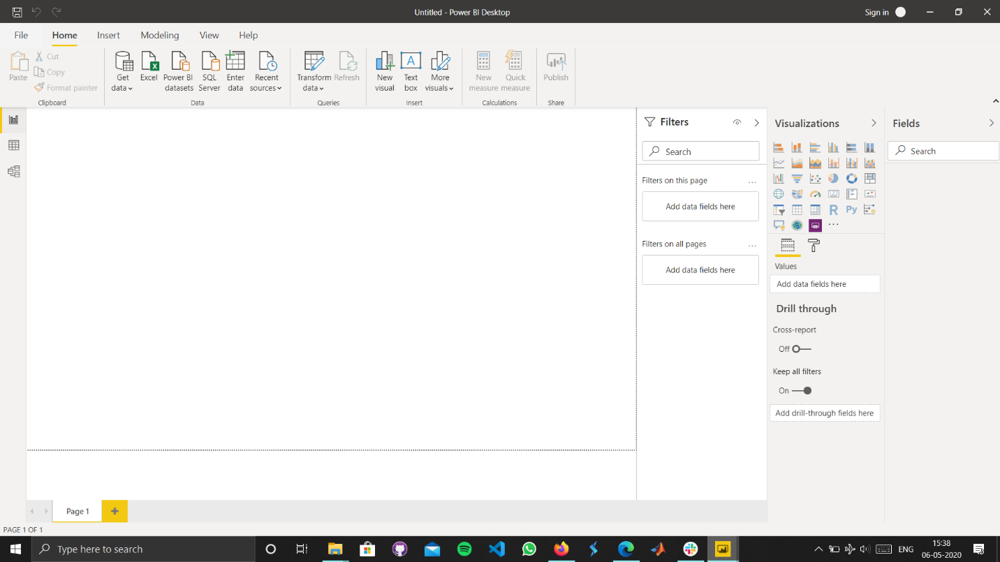 Untitled - Power BI Desktop
Sign in
File Home Insert Modeling View Help
Paste
Cut
Copy
Format painter
Clipboard
Get data
Excel
Power BI datasets
SQL Server
Enter data
Recent sources
Data
Transform data
Refresh
Queries
New visual
Text box
More visuals
Insert
New measure
Quick measure
Calculations
Publish
Share
Filters
Search
Filters on this page ...
Add data fields here
Filters on all pages ...
Add data fields here
Visualizations
123
R
Py
...
Values
Add data fields here
Drill through
Cross-report
Off
Keep all filters
On
Add drill-through fields here
Fields
Search
Page 1
PAGE 1 OF 1
Type here to search
ENG
15:38
06-05-2020